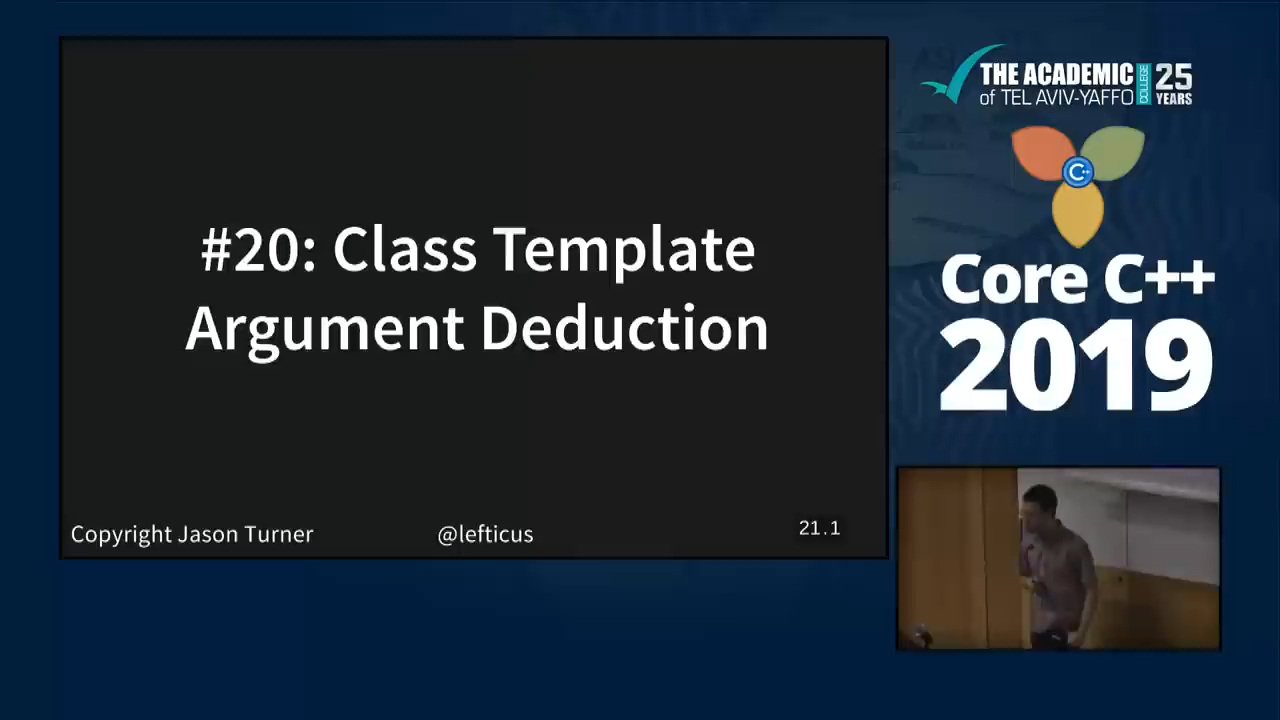 #20: Class Template
Argument Deduction
Copyright Jason Turner
@lefticus
21.1
THE ACADEMIC
of TEL AVIV-YAFFO
COLLEGE
25
YEARS
C++
Core C++
2019